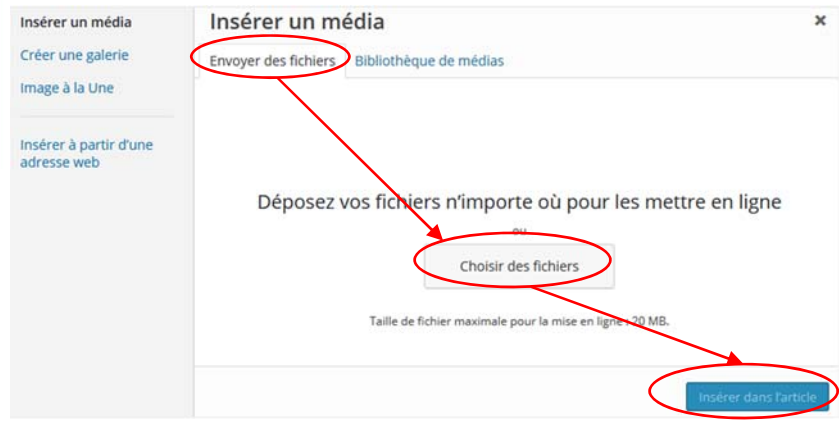 Insérer un média
Créer une galerie
Image à la Une
Insérer à partir d'une
adresse web
Insérer un média
×
Envoyer des fichiers
Bibliothèque de médias
Déposez vos fichiers n'importe où pour les mettre en ligne
ou
Choisir des fichiers
Taille de fichier maximale pour la mise en ligne : 20 MB.
Insérer dans l'article